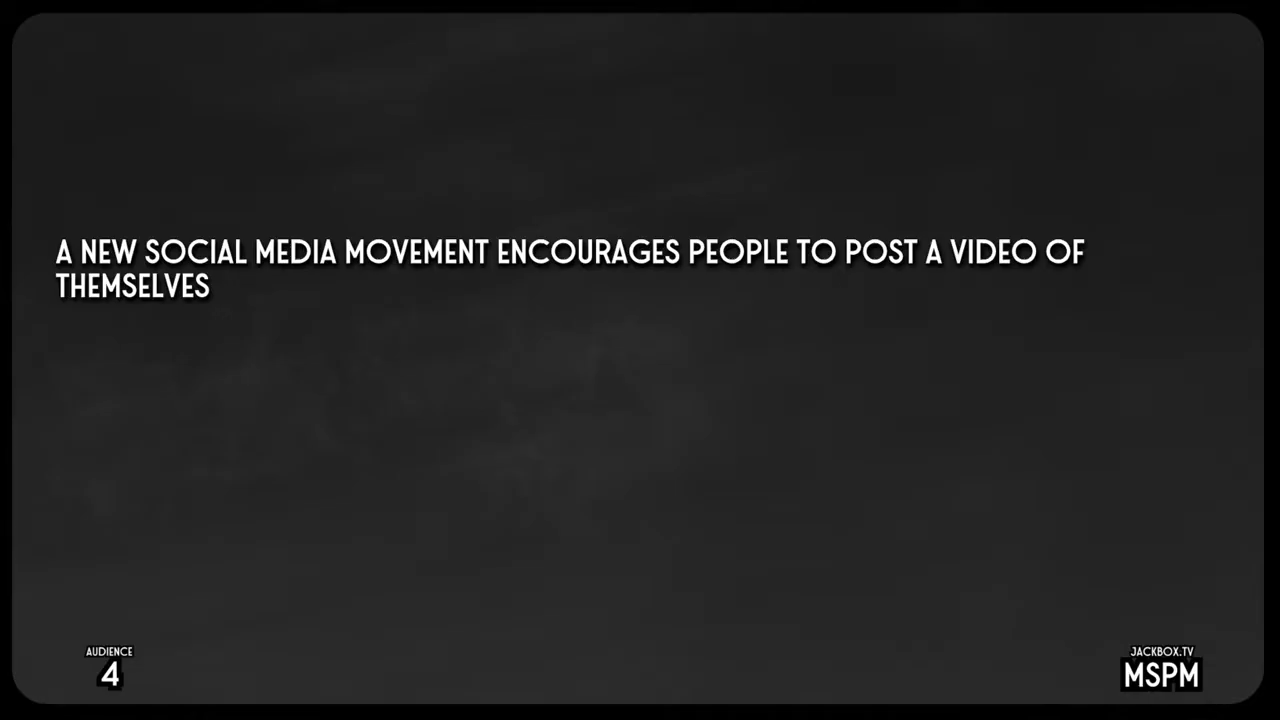 A NEW SOCIAL MEDIA MOVEMENT ENCOURAGES PEOPLE TO POST A VIDEO OF
THEMSELVES
AUDIENCE
4
JACKBOX.TV
MSPM